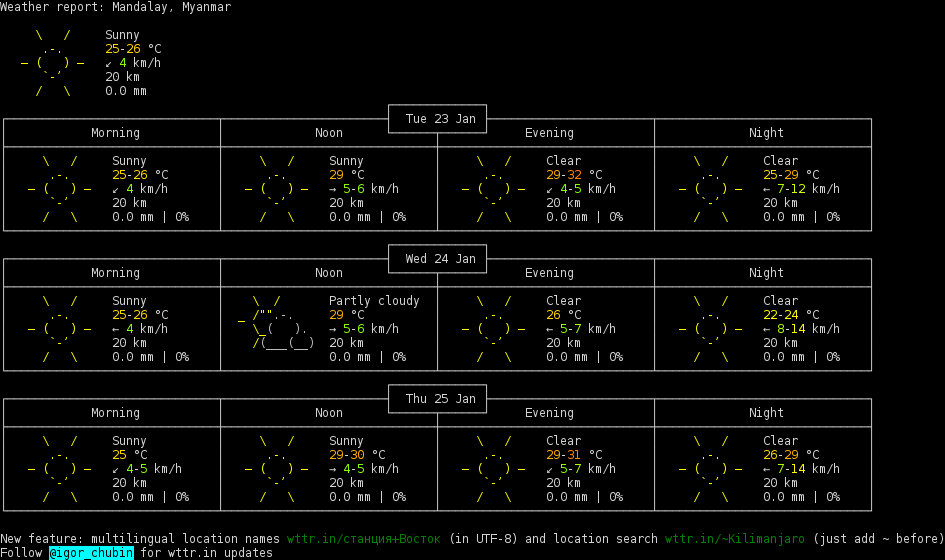 Weather report: Mandalay, Myanmar
Sunny
25-26 °C
↙ 4 km/h
20 km
0.0 mm
Tue 23 Jan
Morning Noon Evening Night
Sunny Sunny Clear Clear
25-26 °C 29 °C 29-32 °C 25-29 °C
↙ 4 km/h → 5-6 km/h ↙ 4-5 km/h ← 7-12 km/h
20 km 20 km 20 km 20 km
0.0 mm | 0% 0.0 mm | 0% 0.0 mm | 0% 0.0 mm | 0%
Wed 24 Jan
Morning Noon Evening Night
Sunny Partly cloudy Clear Clear
25-26 °C 29 °C 26 °C 22-24 °C
← 4 km/h → 5-6 km/h ← 5-7 km/h ← 8-14 km/h
20 km 20 km 20 km 20 km
0.0 mm | 0% 0.0 mm | 0% 0.0 mm | 0% 0.0 mm | 0%
Thu 25 Jan
Morning Noon Evening Night
Sunny Sunny Clear Clear
25 °C 29-30 °C 29-31 °C 26-29 °C
↙ 4-5 km/h → 4-5 km/h ↙ 5-7 km/h ← 7-14 km/h
20 km 20 km 20 km 20 km
0.0 mm | 0% 0.0 mm | 0% 0.0 mm | 0% 0.0 mm | 0%
New feature: multilingual location names wttr.in/станция+Восток (in UTF-8) and location search wttr.in/~Kilimanjaro (just add ~ before)
Follow @igor_chubin for wttr.in updates